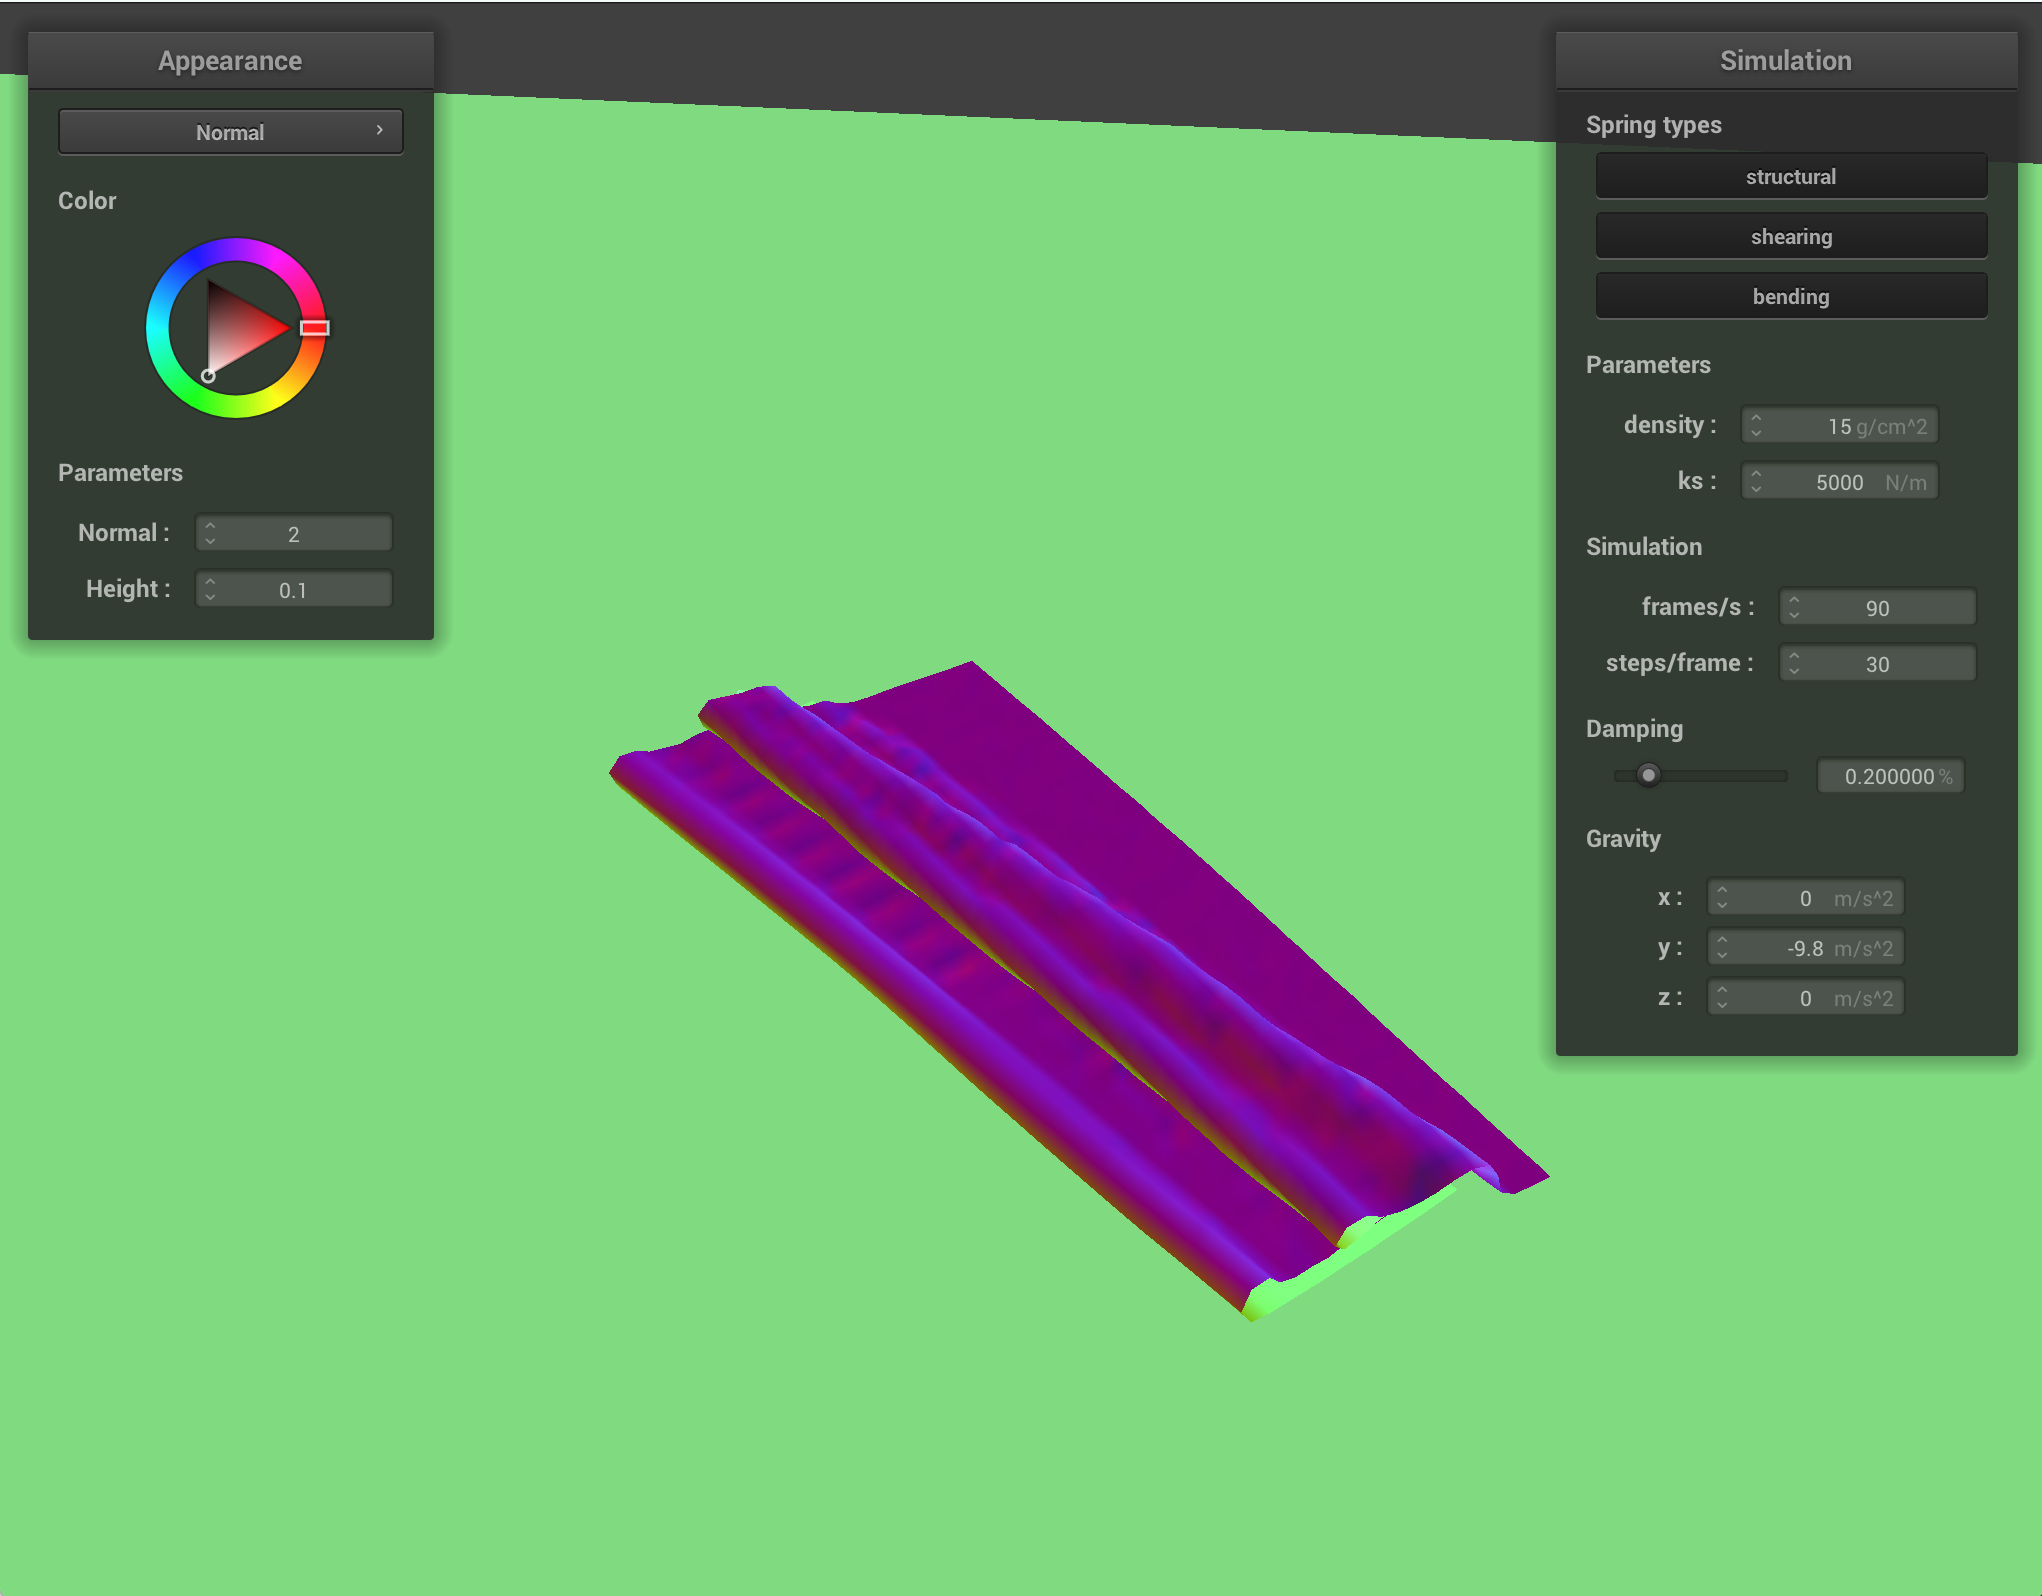 Appearance
Normal
Color
Parameters
Normal : 2
Height : 0.1
Simulation
Spring types
structural
shearing
bending
Parameters
density : 15 g/cm^2
ks : 5000 N/m
Simulation
frames/s : 90
steps/frame : 30
Damping
0.200000 %
Gravity
x : 0 m/s^2
y : -9.8 m/s^2
z : 0 m/s^2